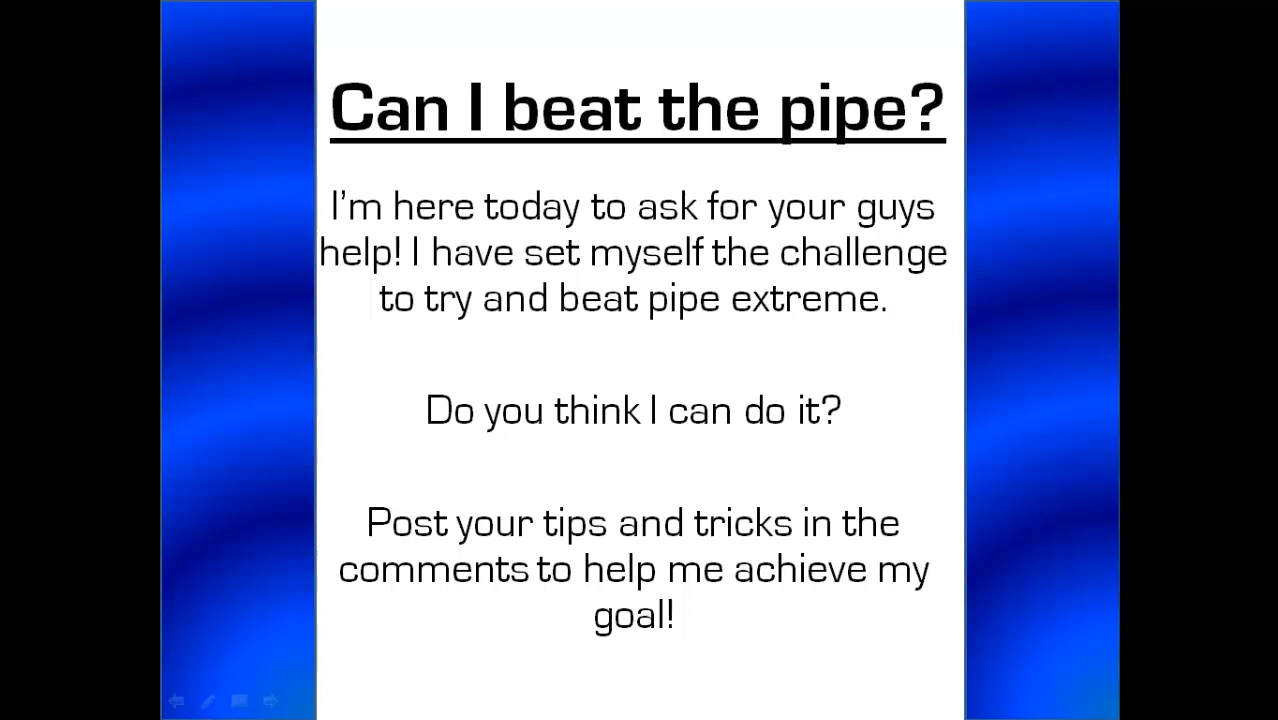 Can I beat the pipe?
I'm here today to ask for your guys
help! I have set myself the challenge
to try and beat pipe extreme.
Do you think I can do it?
Post your tips and tricks in the
comments to help me achieve my
goal!